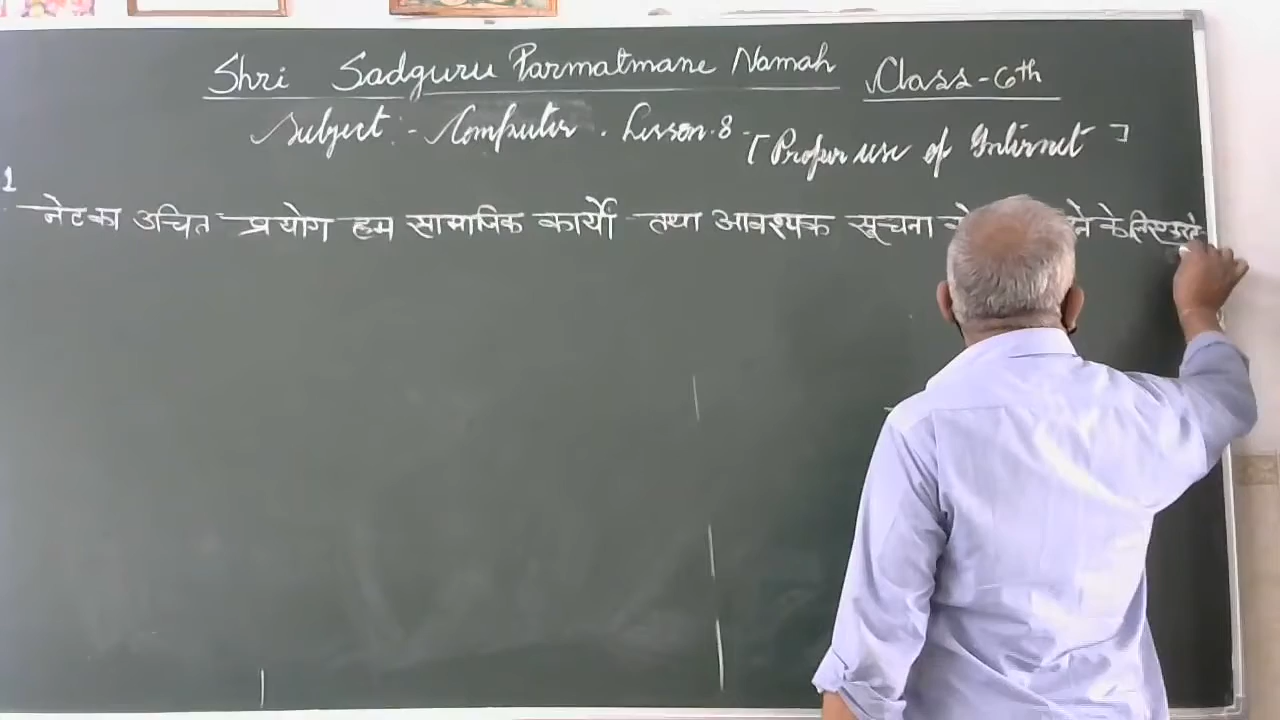 Shri Sadguru Parmatmane Namah Class-6th
Subject:- Computer. Lesson.8- [Proper use of Internet]
1 नेट का उचित प्रयोग हम सामाजिक कार्यों तथा आवश्यक सूचना के लिए करते